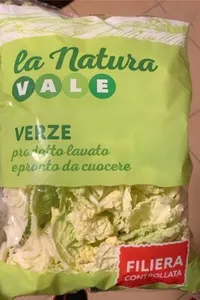 la Natura
VALE
VERZE
prodotto lavato
e pronto da cuocere
FILIERA
CONTROLLATA